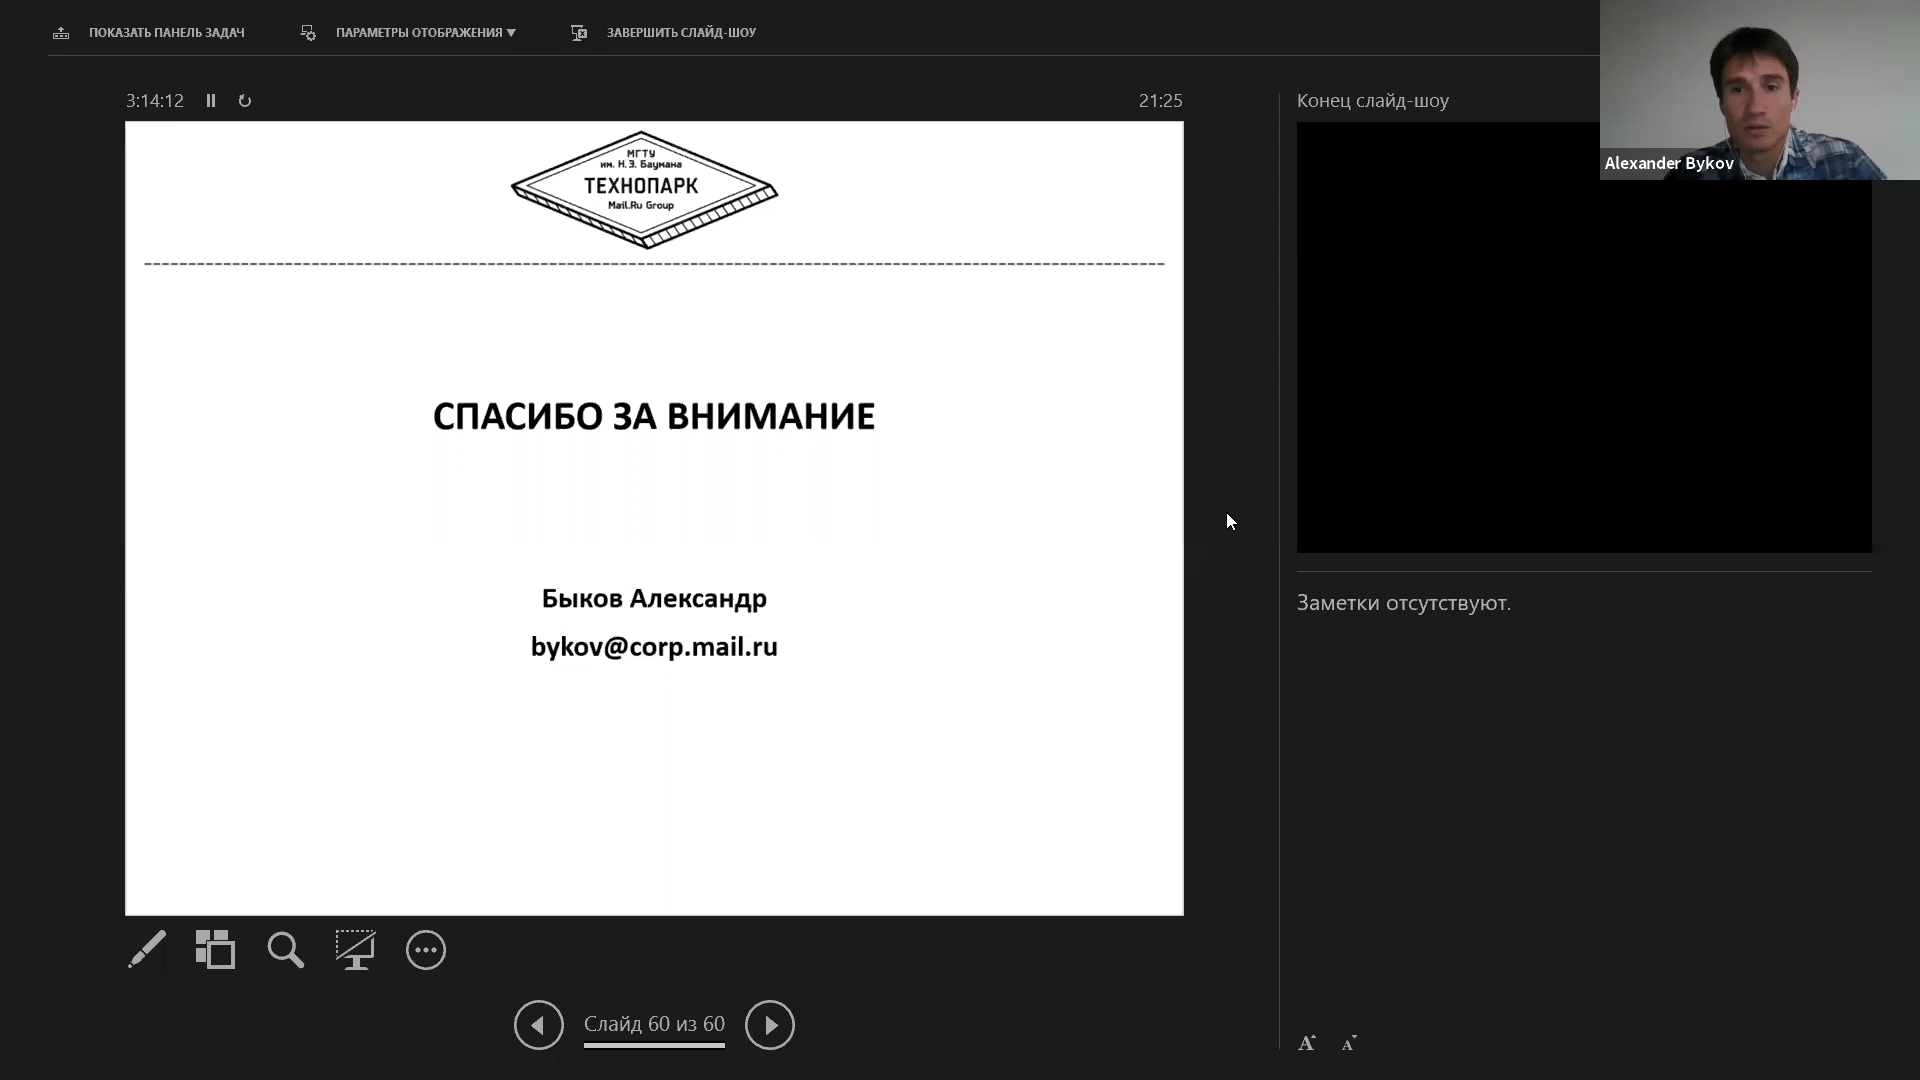 ПОКАЗАТЬ ПАНЕЛЬ ЗАДАЧ
ПАРАМЕТРЫ ОТОБРАЖЕНИЯ ▼
ЗАВЕРШИТЬ СЛАЙД-ШОУ
3:14:12
21:25
МГТУ
им. Н.Э. Баумана
ТЕХНОПАРК
Mail.Ru Group
СПАСИБО ЗА ВНИМАНИЕ
Быков Александр
bykov@corp.mail.ru
Слайд 60 из 60
Конец слайд-шоу
Alexander Bykov
Заметки отсутствуют.
A A